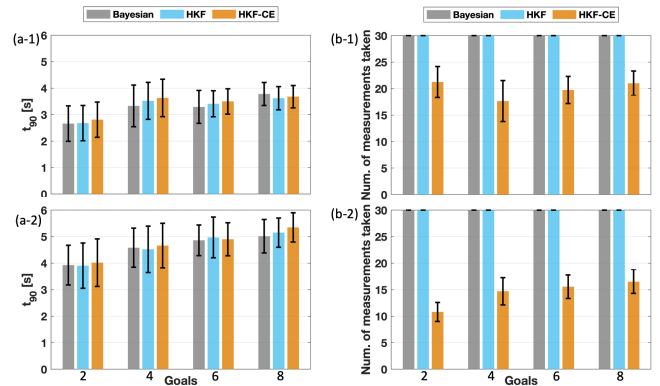 Bayesian HKF HKF-CE
Bayesian HKF HKF-CE
(a-1)
6
5
4
3
2
1
0
t90 [s]
(b-1)
30
25
20
15
10
5
0
Num. of measurements taken
(a-2)
6
5
4
3
2
1
0
t90 [s]
2 4 6 8
Goals
(b-2)
30
25
20
15
10
5
0
Num. of measurements taken
2 4 6 8
Goals